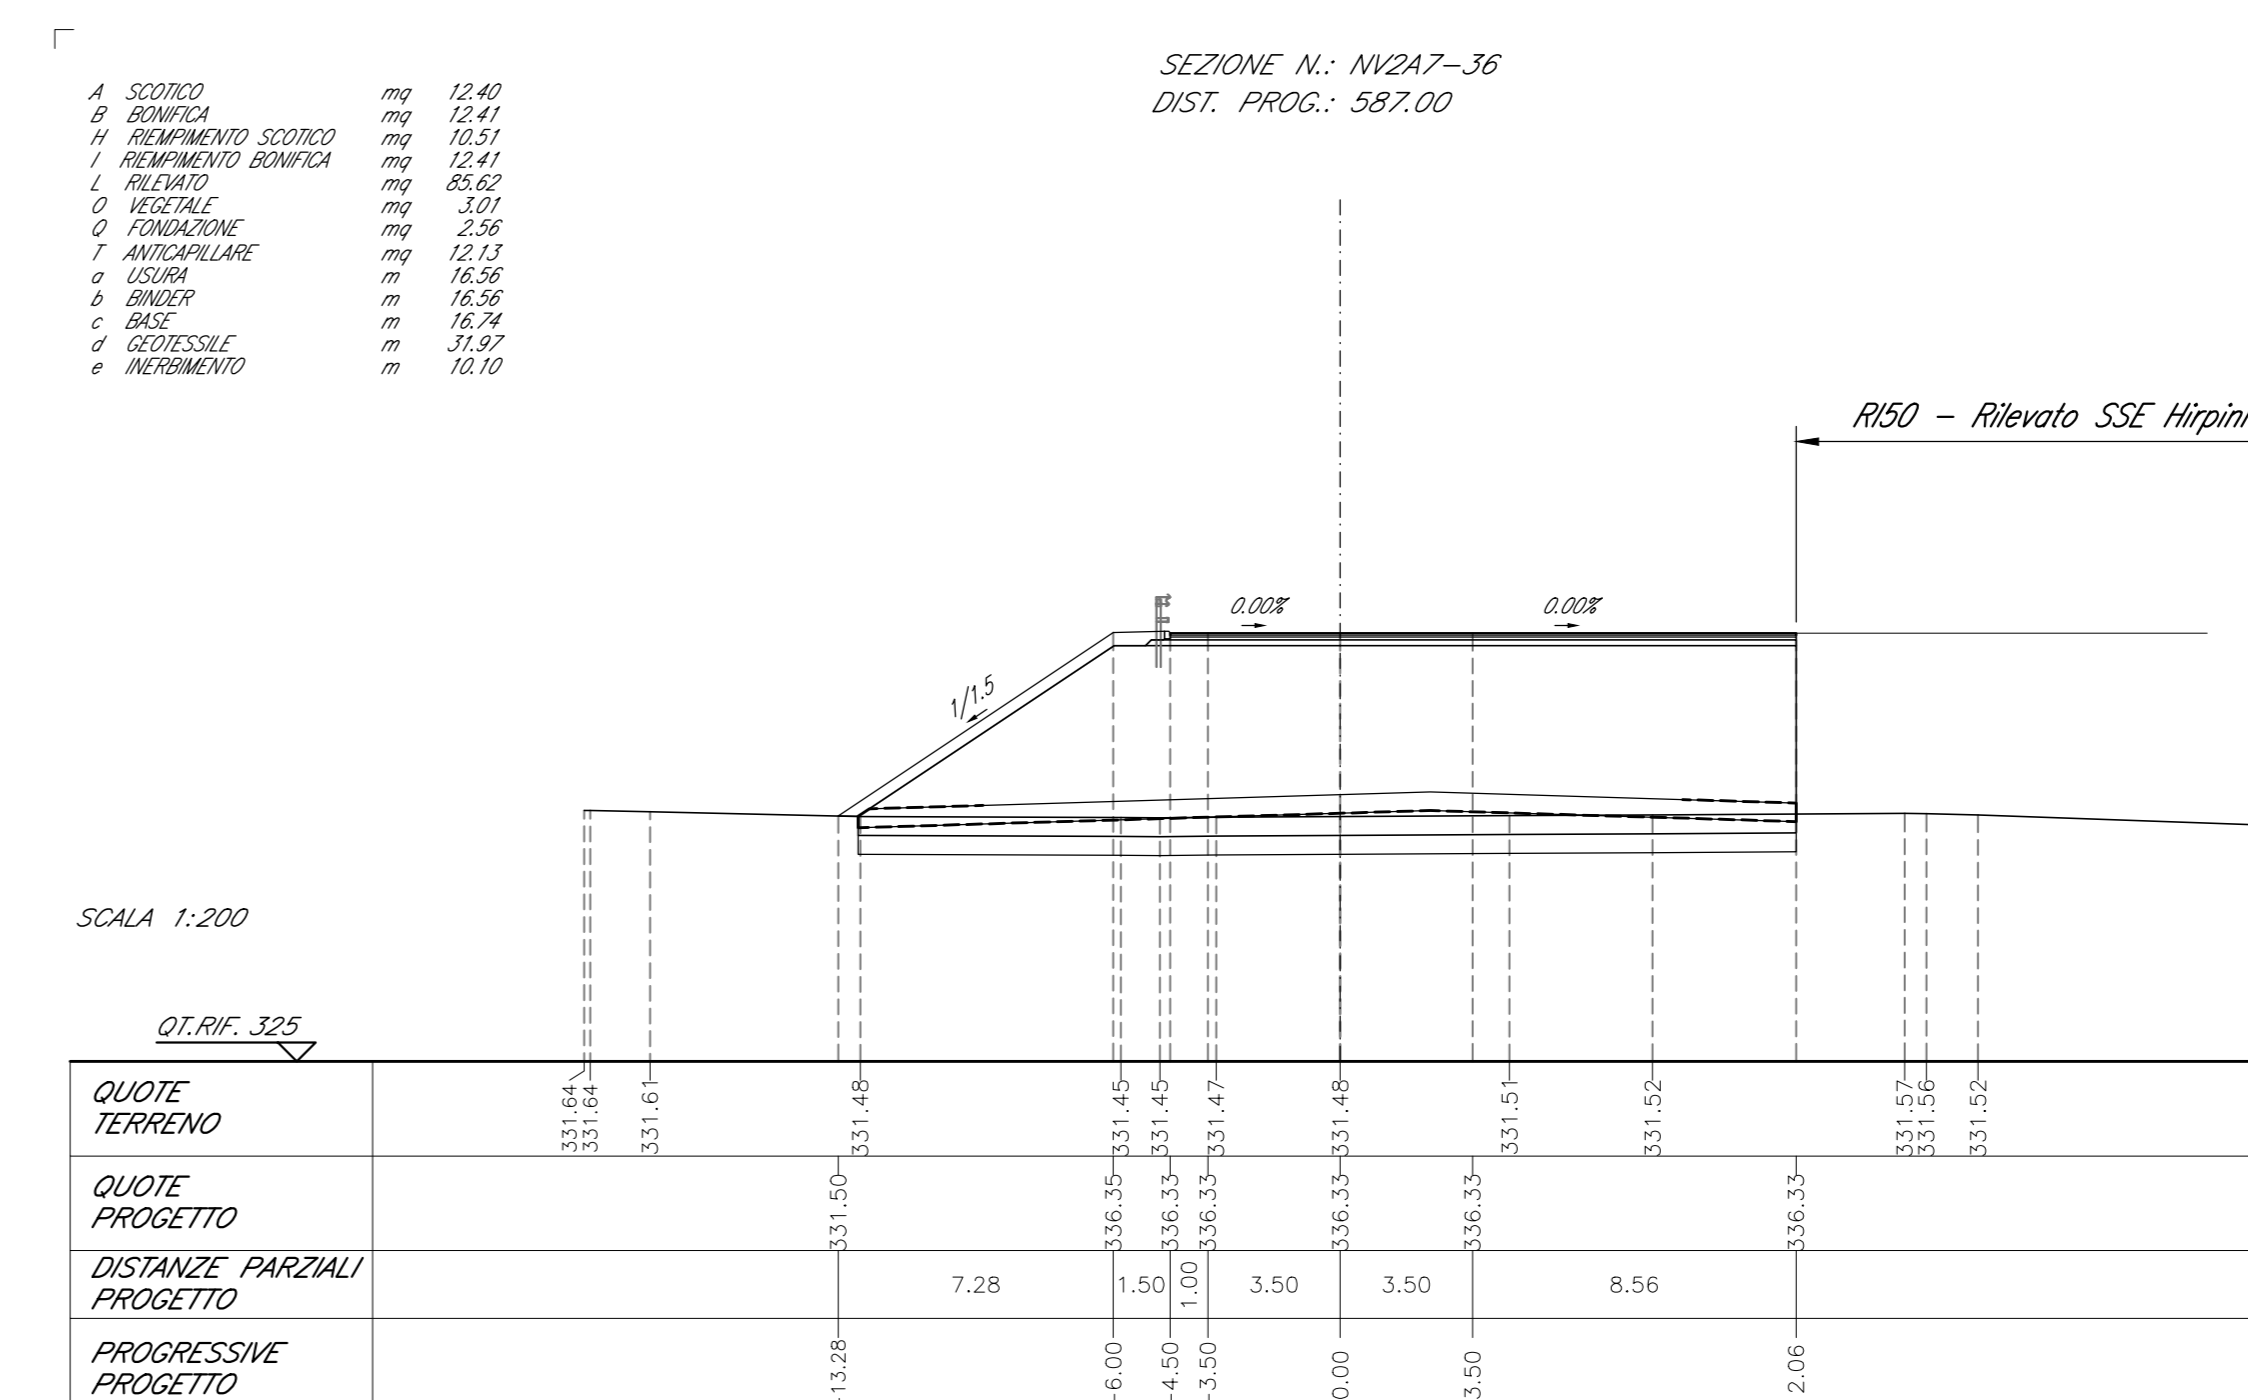 SEZIONE N.: NV2A7-36
DIST. PROG.: 587.00
A SCOTICO mq 12.40
B BONIFICA mq 12.41
H RIEMPIMENTO SCOTICO mq 10.51
I RIEMPIMENTO BONIFICA mq 12.41
L RILEVATO mq 85.62
O VEGETALE mq 3.01
Q FONDAZIONE mq 2.56
T ANTICAPILLARE mq 12.13
a USURA m 16.56
b BINDER m 16.56
c BASE m 16.74
d GEOTESSILE m 31.97
e INERBIMENTO m 10.10
RI50 - Rilevato SSE Hirpini
0.00% 0.00%
1/1.5
SCALA 1:200
QT.RIF. 325
QUOTE
TERRENO
331.64 331.64 331.61 331.48 331.45 331.45 331.47 331.48 331.51 331.52 331.57 331.56 331.52
QUOTE
PROGETTO
331.50 336.35 336.33 336.33 336.33 336.33 336.33
DISTANZE PARZIALI
PROGETTO
7.28 1.50 1.00 3.50 3.50 8.56
PROGRESSIVE
PROGETTO
-13.28 -6.00 -4.50 -3.50 0.00 3.50 2.06